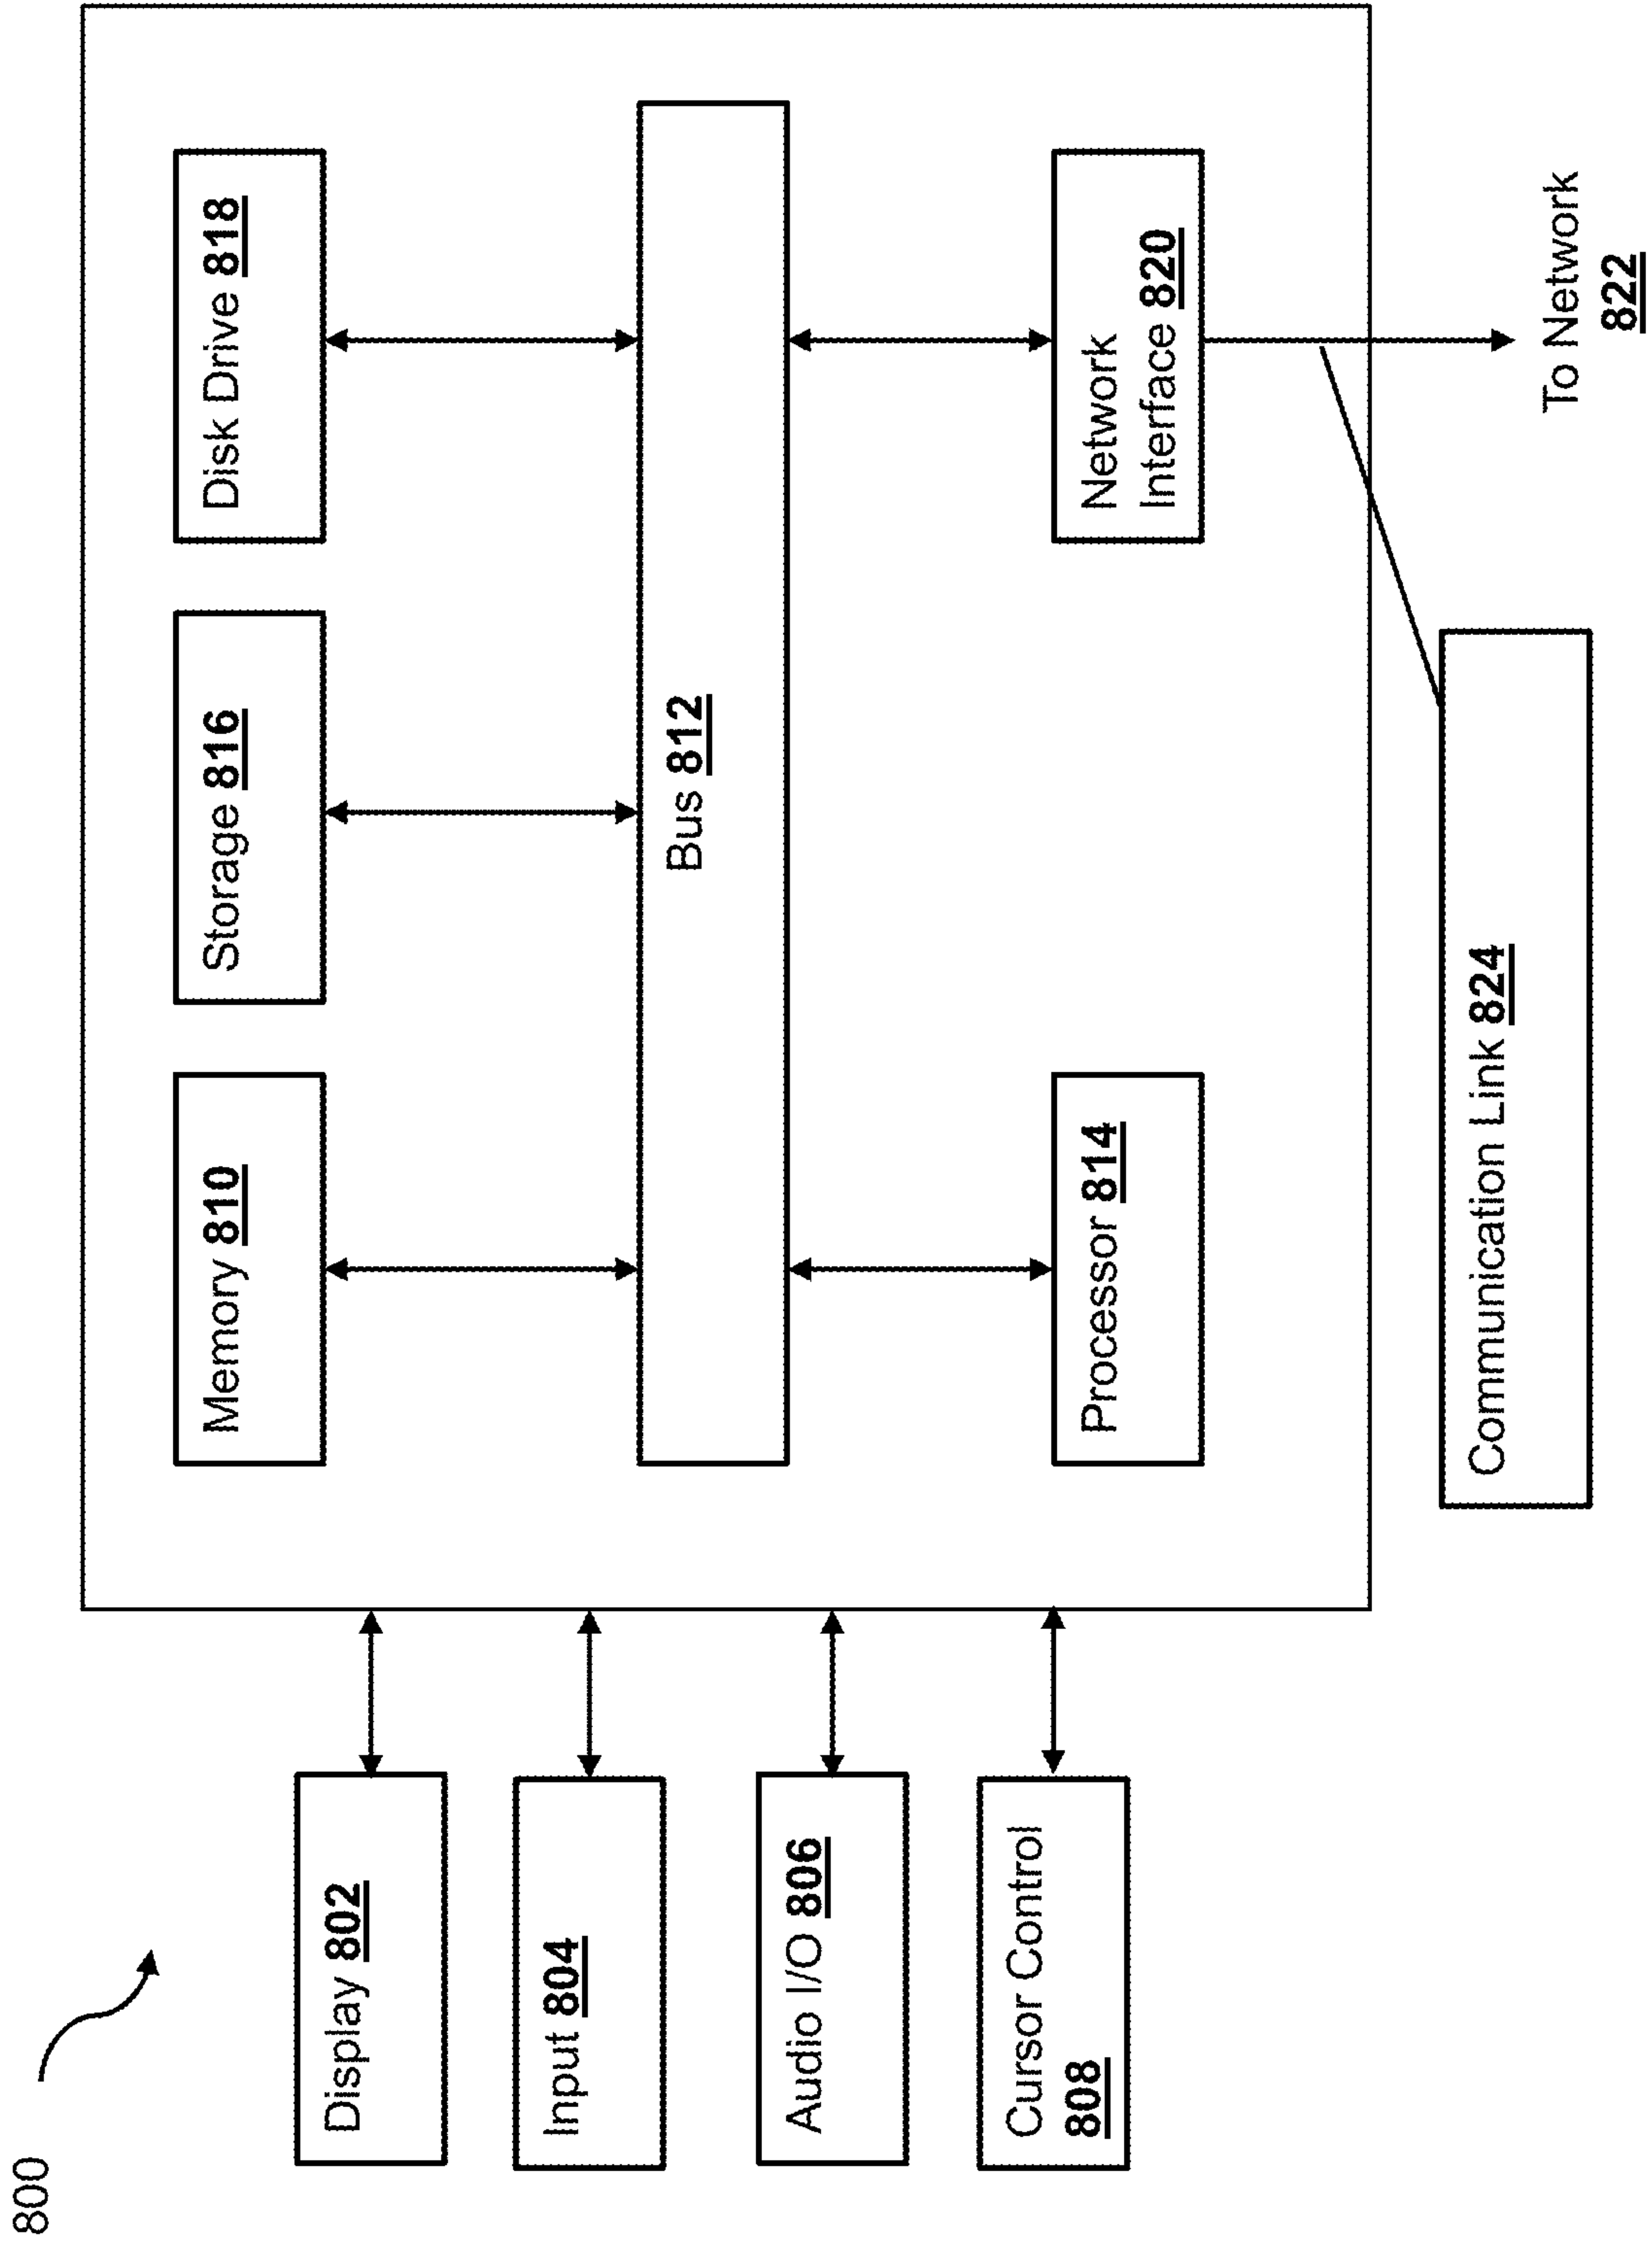 800
Display 802
Input 804
Audio I/O 806
Cursor Control
808
Memory 810
Storage 816
Disk Drive 818
Bus 812
Processor 814
Network
Interface 820
Communication Link 824
To Network
822